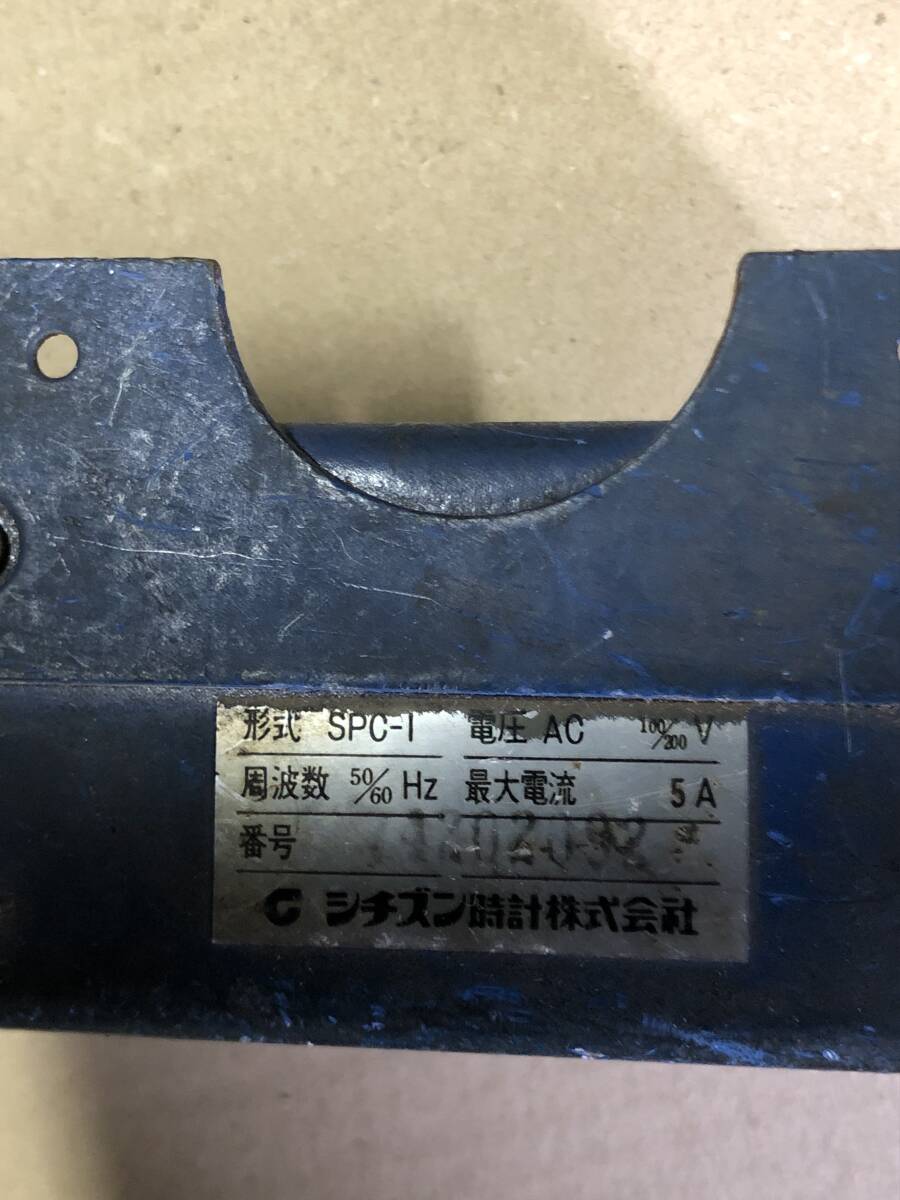 形式 SPC-1 電圧 AC 100/200 V
周波数 50/60 Hz 最大電流 5 A
番号
シチズン時計株式会社